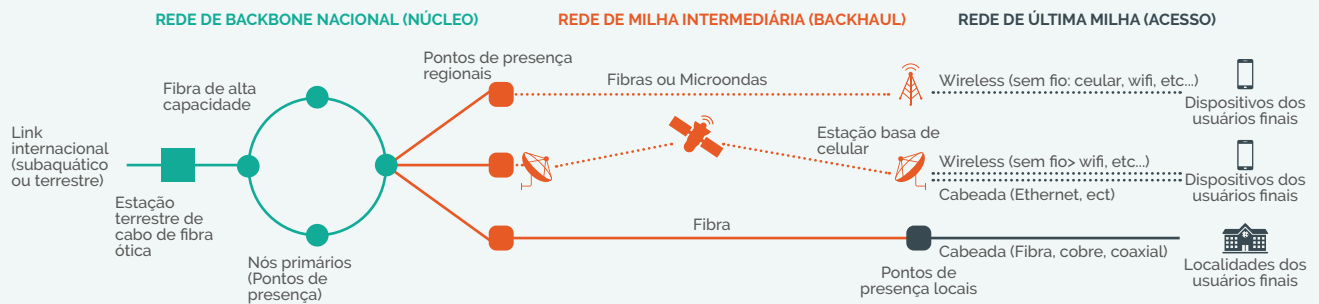 REDE DE BACKBONE NACIONAL (NÚCLEO)
REDE DE MILHA INTERMEDIÁRIA (BACKHAUL)
REDE DE ÚLTIMA MILHA (ACESSO)
Link
internacional
(subaquático
ou terrestre)
Estação
terrestre de
cabo de fibra
ótica
Fibra de alta
capacidade
Nós primários
(Pontos de
presença)
Pontos de presença
regionais
Fibras ou Microondas
Estação basa de
celular
Fibra
Pontos de
presença locais
Wireless (sem fio: ceular, wifi, etc...)
Dispositivos dos
usuários finais
Wireless (sem fio> wifi, etc...)
Cabeada (Ethernet, ect)
Dispositivos dos
usuários finais
Cabeada (Fibra, cobre, coaxial)
Localidades dos
usuários finais